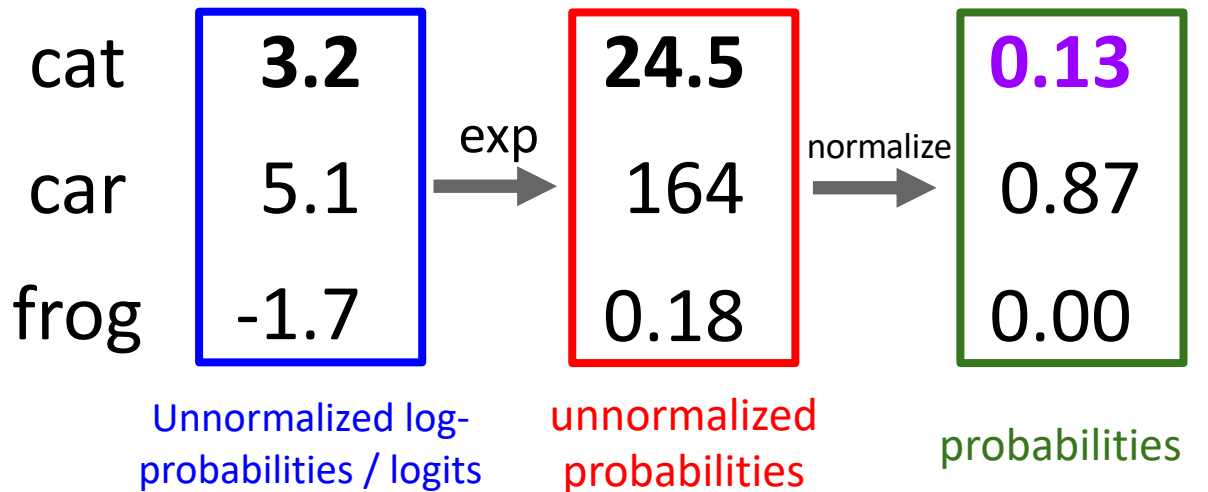 cat 3.2 24.5 0.13
exp normalize
car 5.1 164 0.87
frog -1.7 0.18 0.00
Unnormalized log-
probabilities / logits
unnormalized
probabilities
probabilities